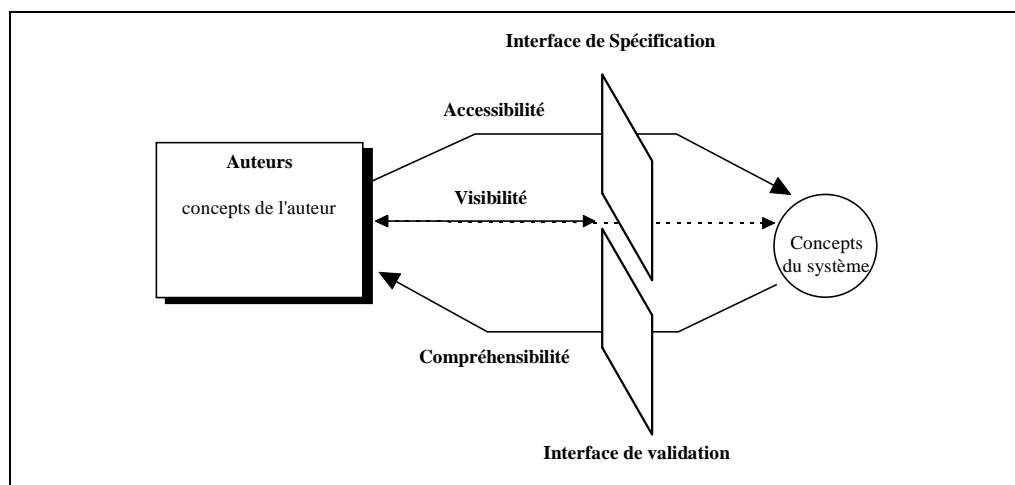 Interface de Spécification
Accessibilité
Auteurs
concepts de l'auteur
Visibilité
Concepts
du système
Compréhensibilité
Interface de validation